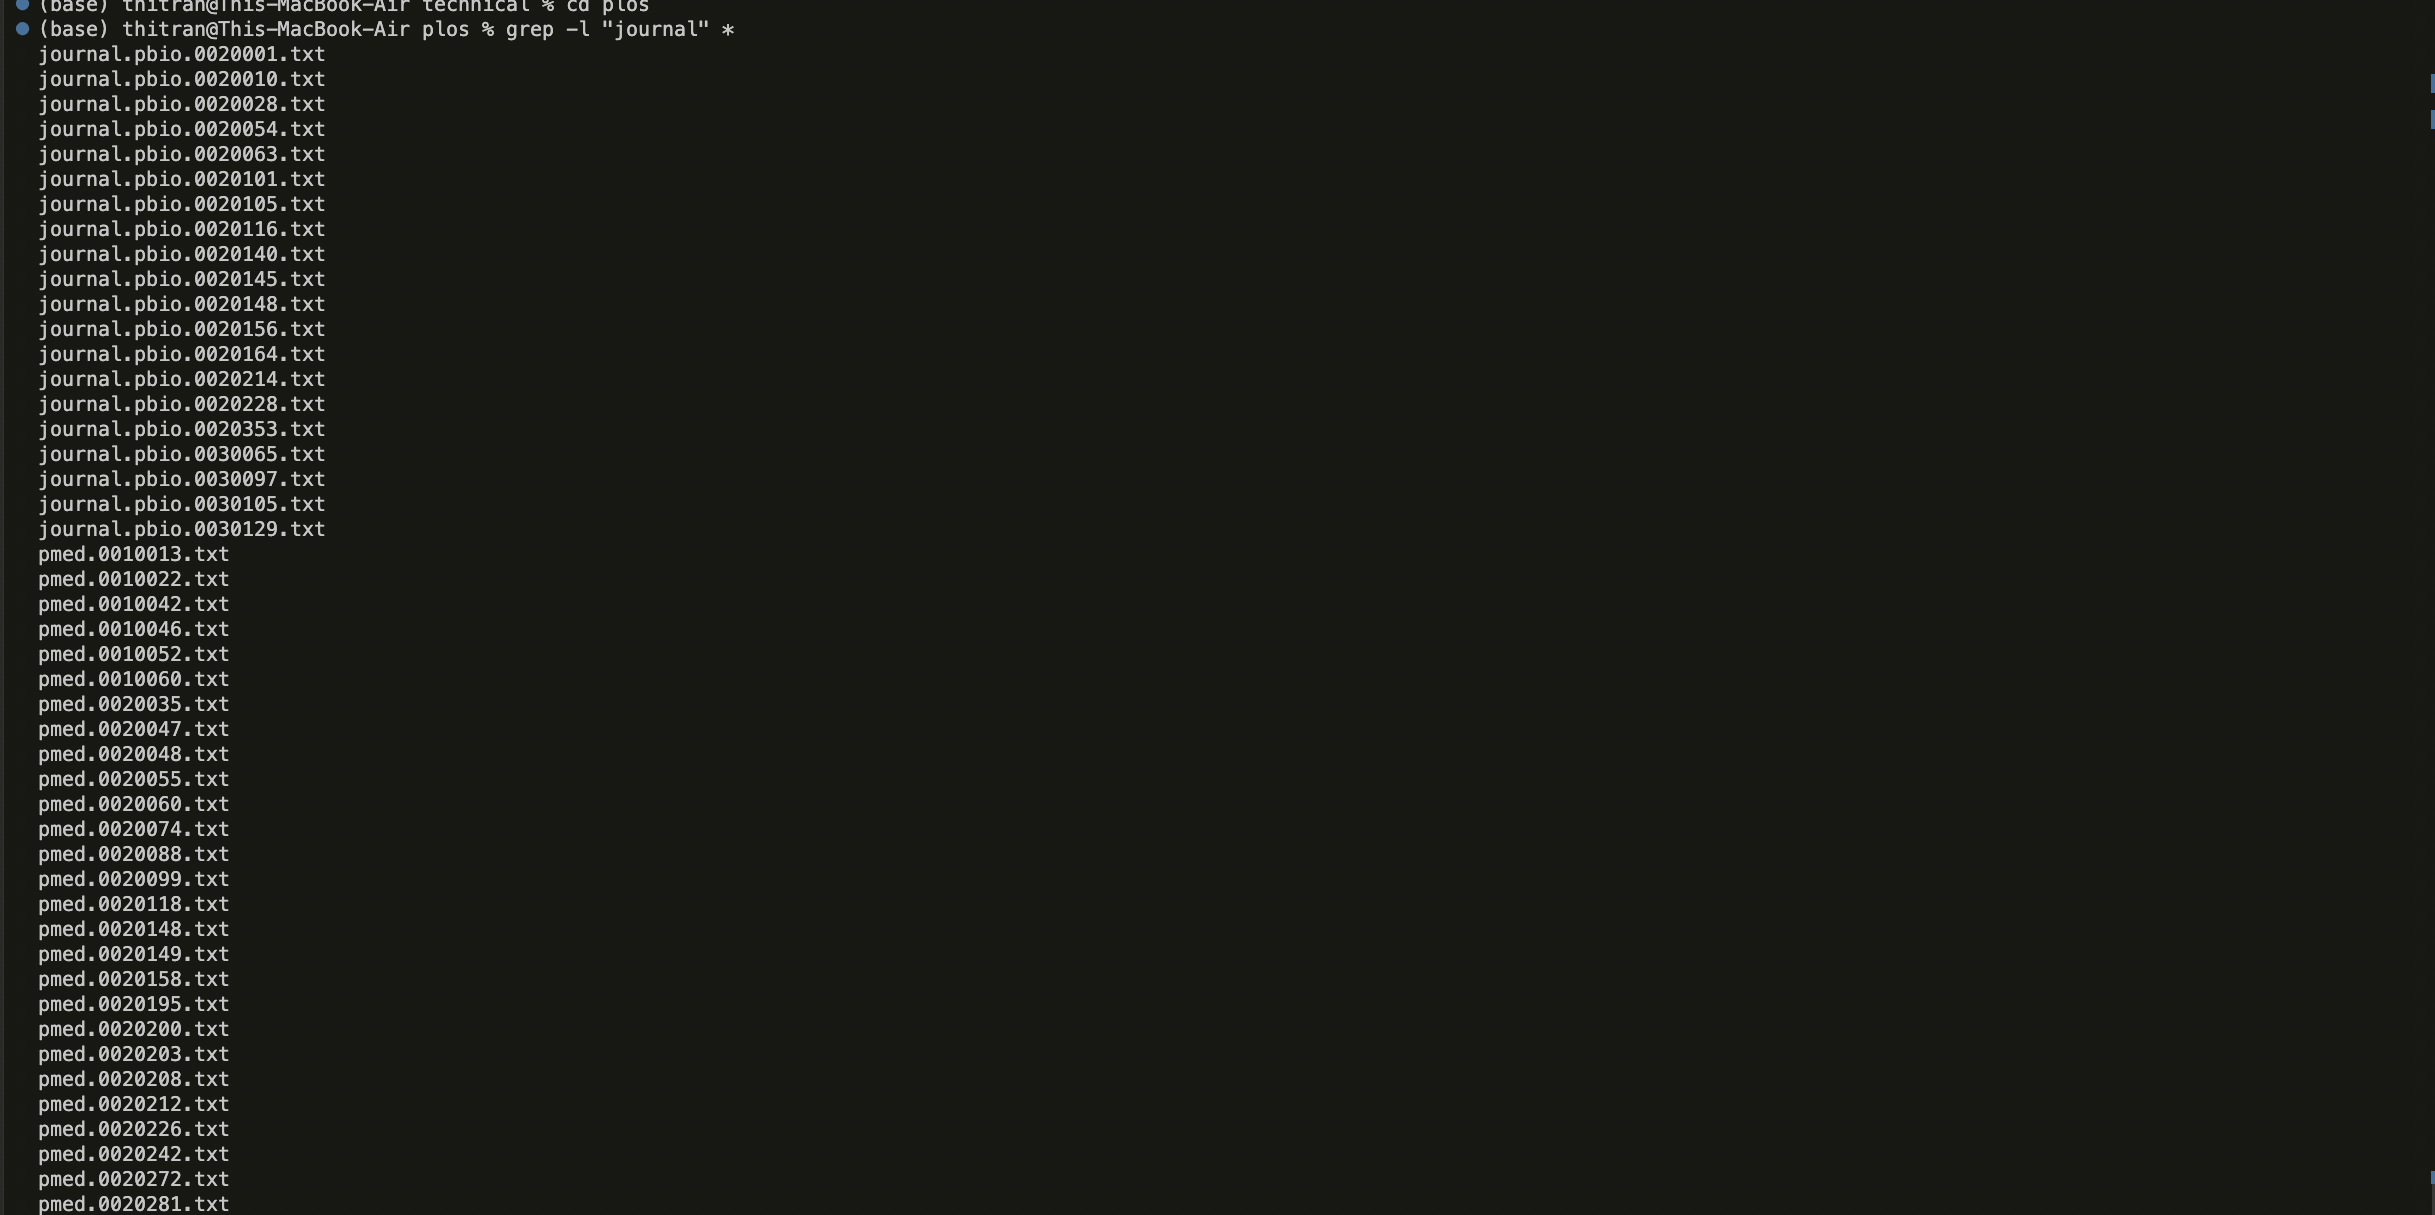 (base) thitran@This-MacBook-Air technical % cd plos
(base) thitran@This-MacBook-Air plos % grep -l "journal" *
journal.pbio.0020001.txt
journal.pbio.0020010.txt
journal.pbio.0020028.txt
journal.pbio.0020054.txt
journal.pbio.0020063.txt
journal.pbio.0020101.txt
journal.pbio.0020105.txt
journal.pbio.0020116.txt
journal.pbio.0020140.txt
journal.pbio.0020145.txt
journal.pbio.0020148.txt
journal.pbio.0020156.txt
journal.pbio.0020164.txt
journal.pbio.0020214.txt
journal.pbio.0020228.txt
journal.pbio.0020353.txt
journal.pbio.0030065.txt
journal.pbio.0030097.txt
journal.pbio.0030105.txt
journal.pbio.0030129.txt
pmed.0010013.txt
pmed.0010022.txt
pmed.0010042.txt
pmed.0010046.txt
pmed.0010052.txt
pmed.0010060.txt
pmed.0020035.txt
pmed.0020047.txt
pmed.0020048.txt
pmed.0020055.txt
pmed.0020060.txt
pmed.0020074.txt
pmed.0020088.txt
pmed.0020099.txt
pmed.0020118.txt
pmed.0020148.txt
pmed.0020149.txt
pmed.0020158.txt
pmed.0020195.txt
pmed.0020200.txt
pmed.0020203.txt
pmed.0020208.txt
pmed.0020212.txt
pmed.0020226.txt
pmed.0020242.txt
pmed.0020272.txt
pmed.0020281.txt